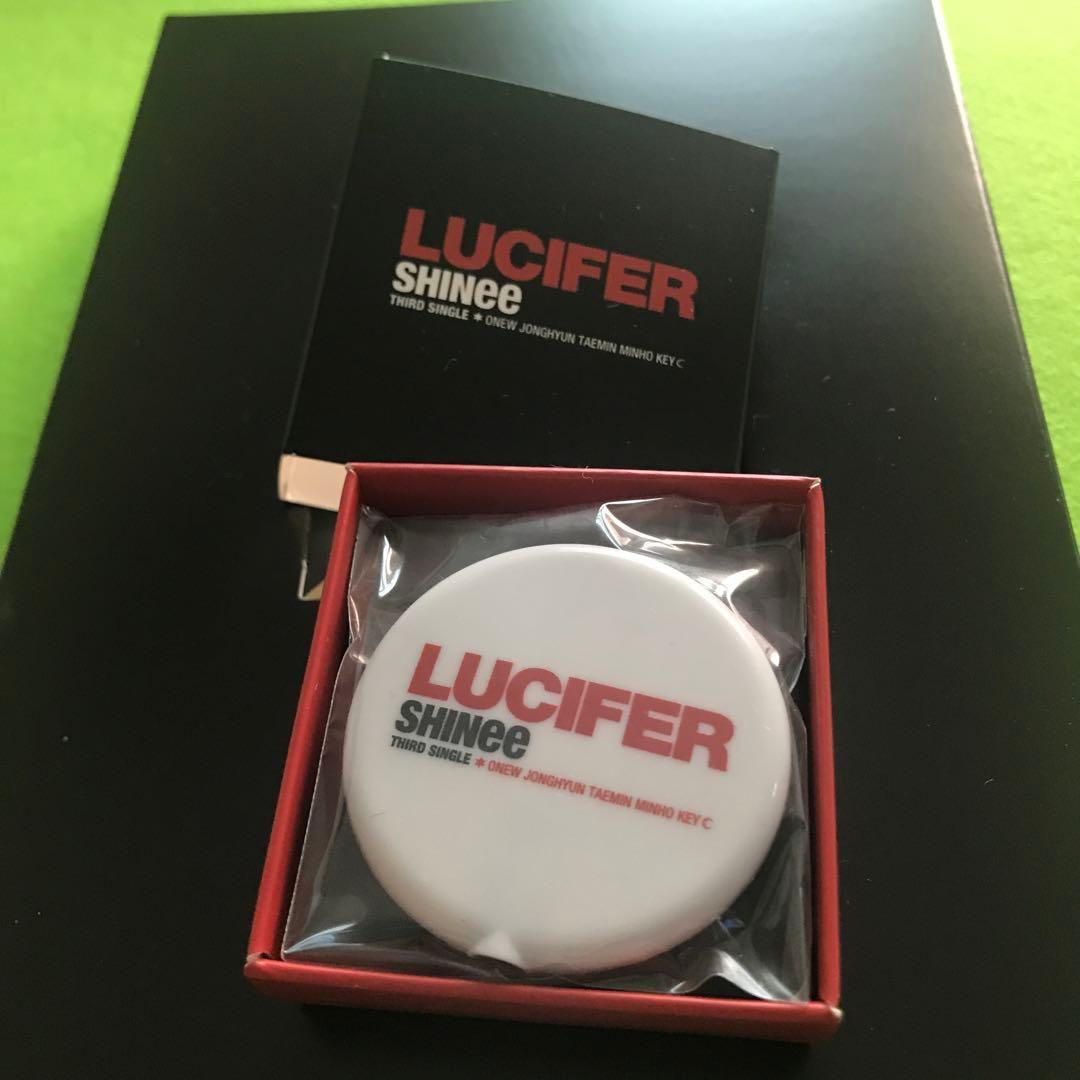 LUCIFER
SHINee
THIRD SINGLE * ONEW JONGHYUN TAEMIN MINHO KEY C
LUCIFER
SHINee
THIRD SINGLE * ONEW JONGHYUN TAEMIN MINHO KEY C